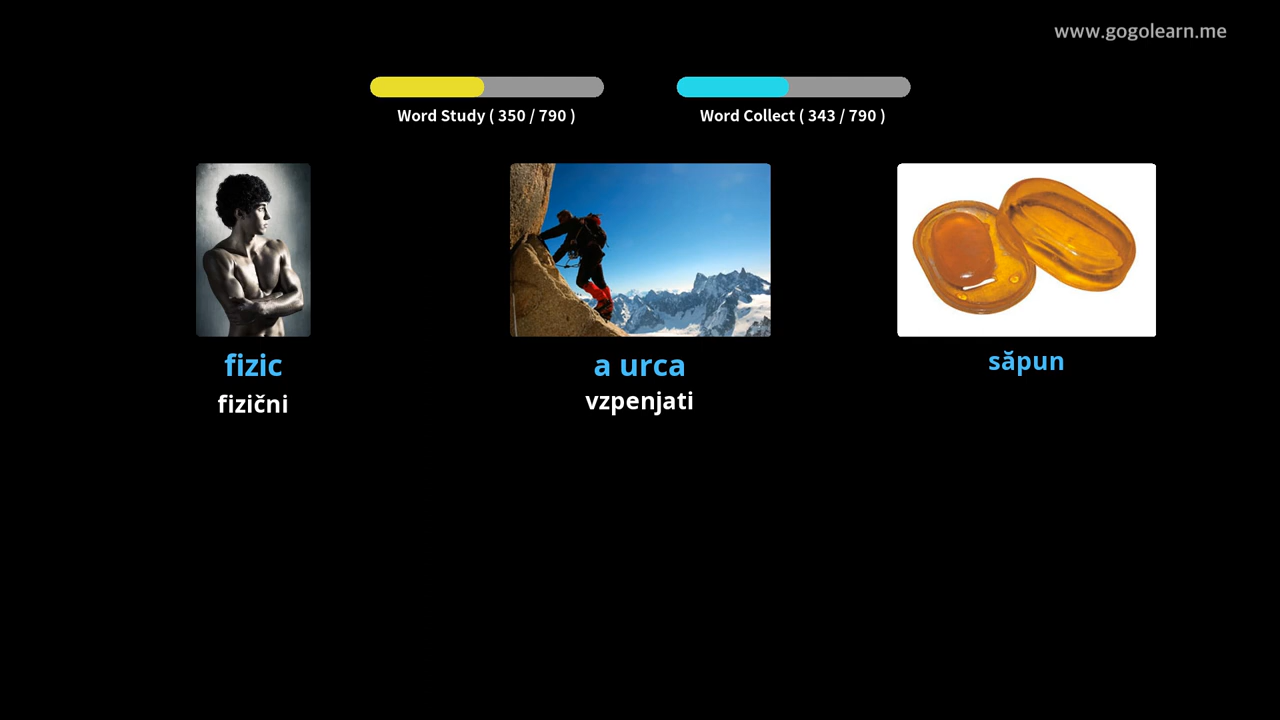 www.gogolearn.me
Word Study ( 350 / 790 )
Word Collect ( 343 / 790 )
fizic
fizični
a urca
vzpenjati
săpun